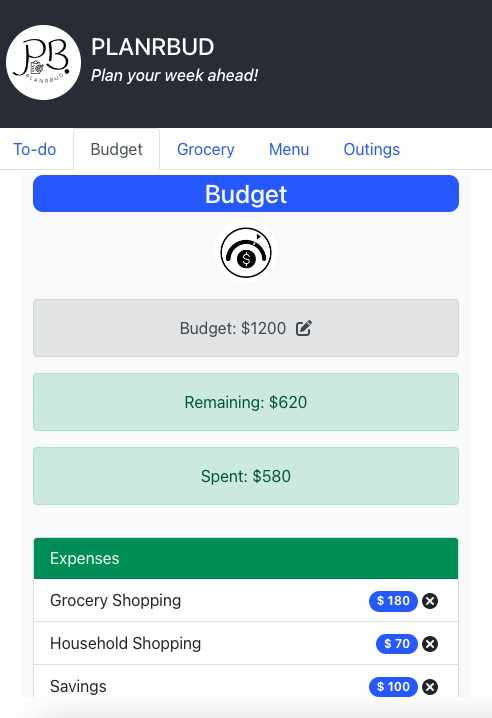 PB.
PLANRBUD
PLANRBUD
Plan your week ahead!
To-do Budget Grocery Menu Outings
Budget
$
Budget: $1200
Remaining: $620
Spent: $580
Expenses
Grocery Shopping $ 180
Household Shopping $ 70
Savings $ 100